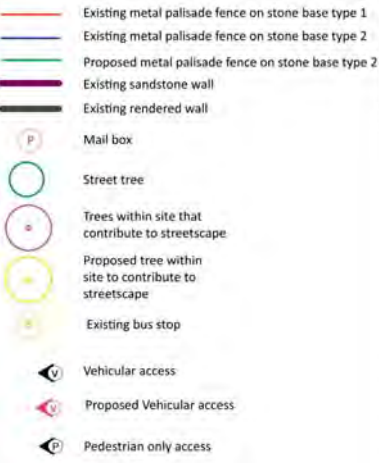 Existing metal palisade fence on stone base type 1
Existing metal palisade fence on stone base type 2
Proposed metal palisade fence on stone base type 2
Existing sandstone wall
Existing rendered wall
P Mail box
Street tree
Trees within site that
contribute to streetscape
Proposed tree within
site to contribute to
streetscape
Existing bus stop
V Vehicular access
V Proposed Vehicular access
P Pedestrian only access